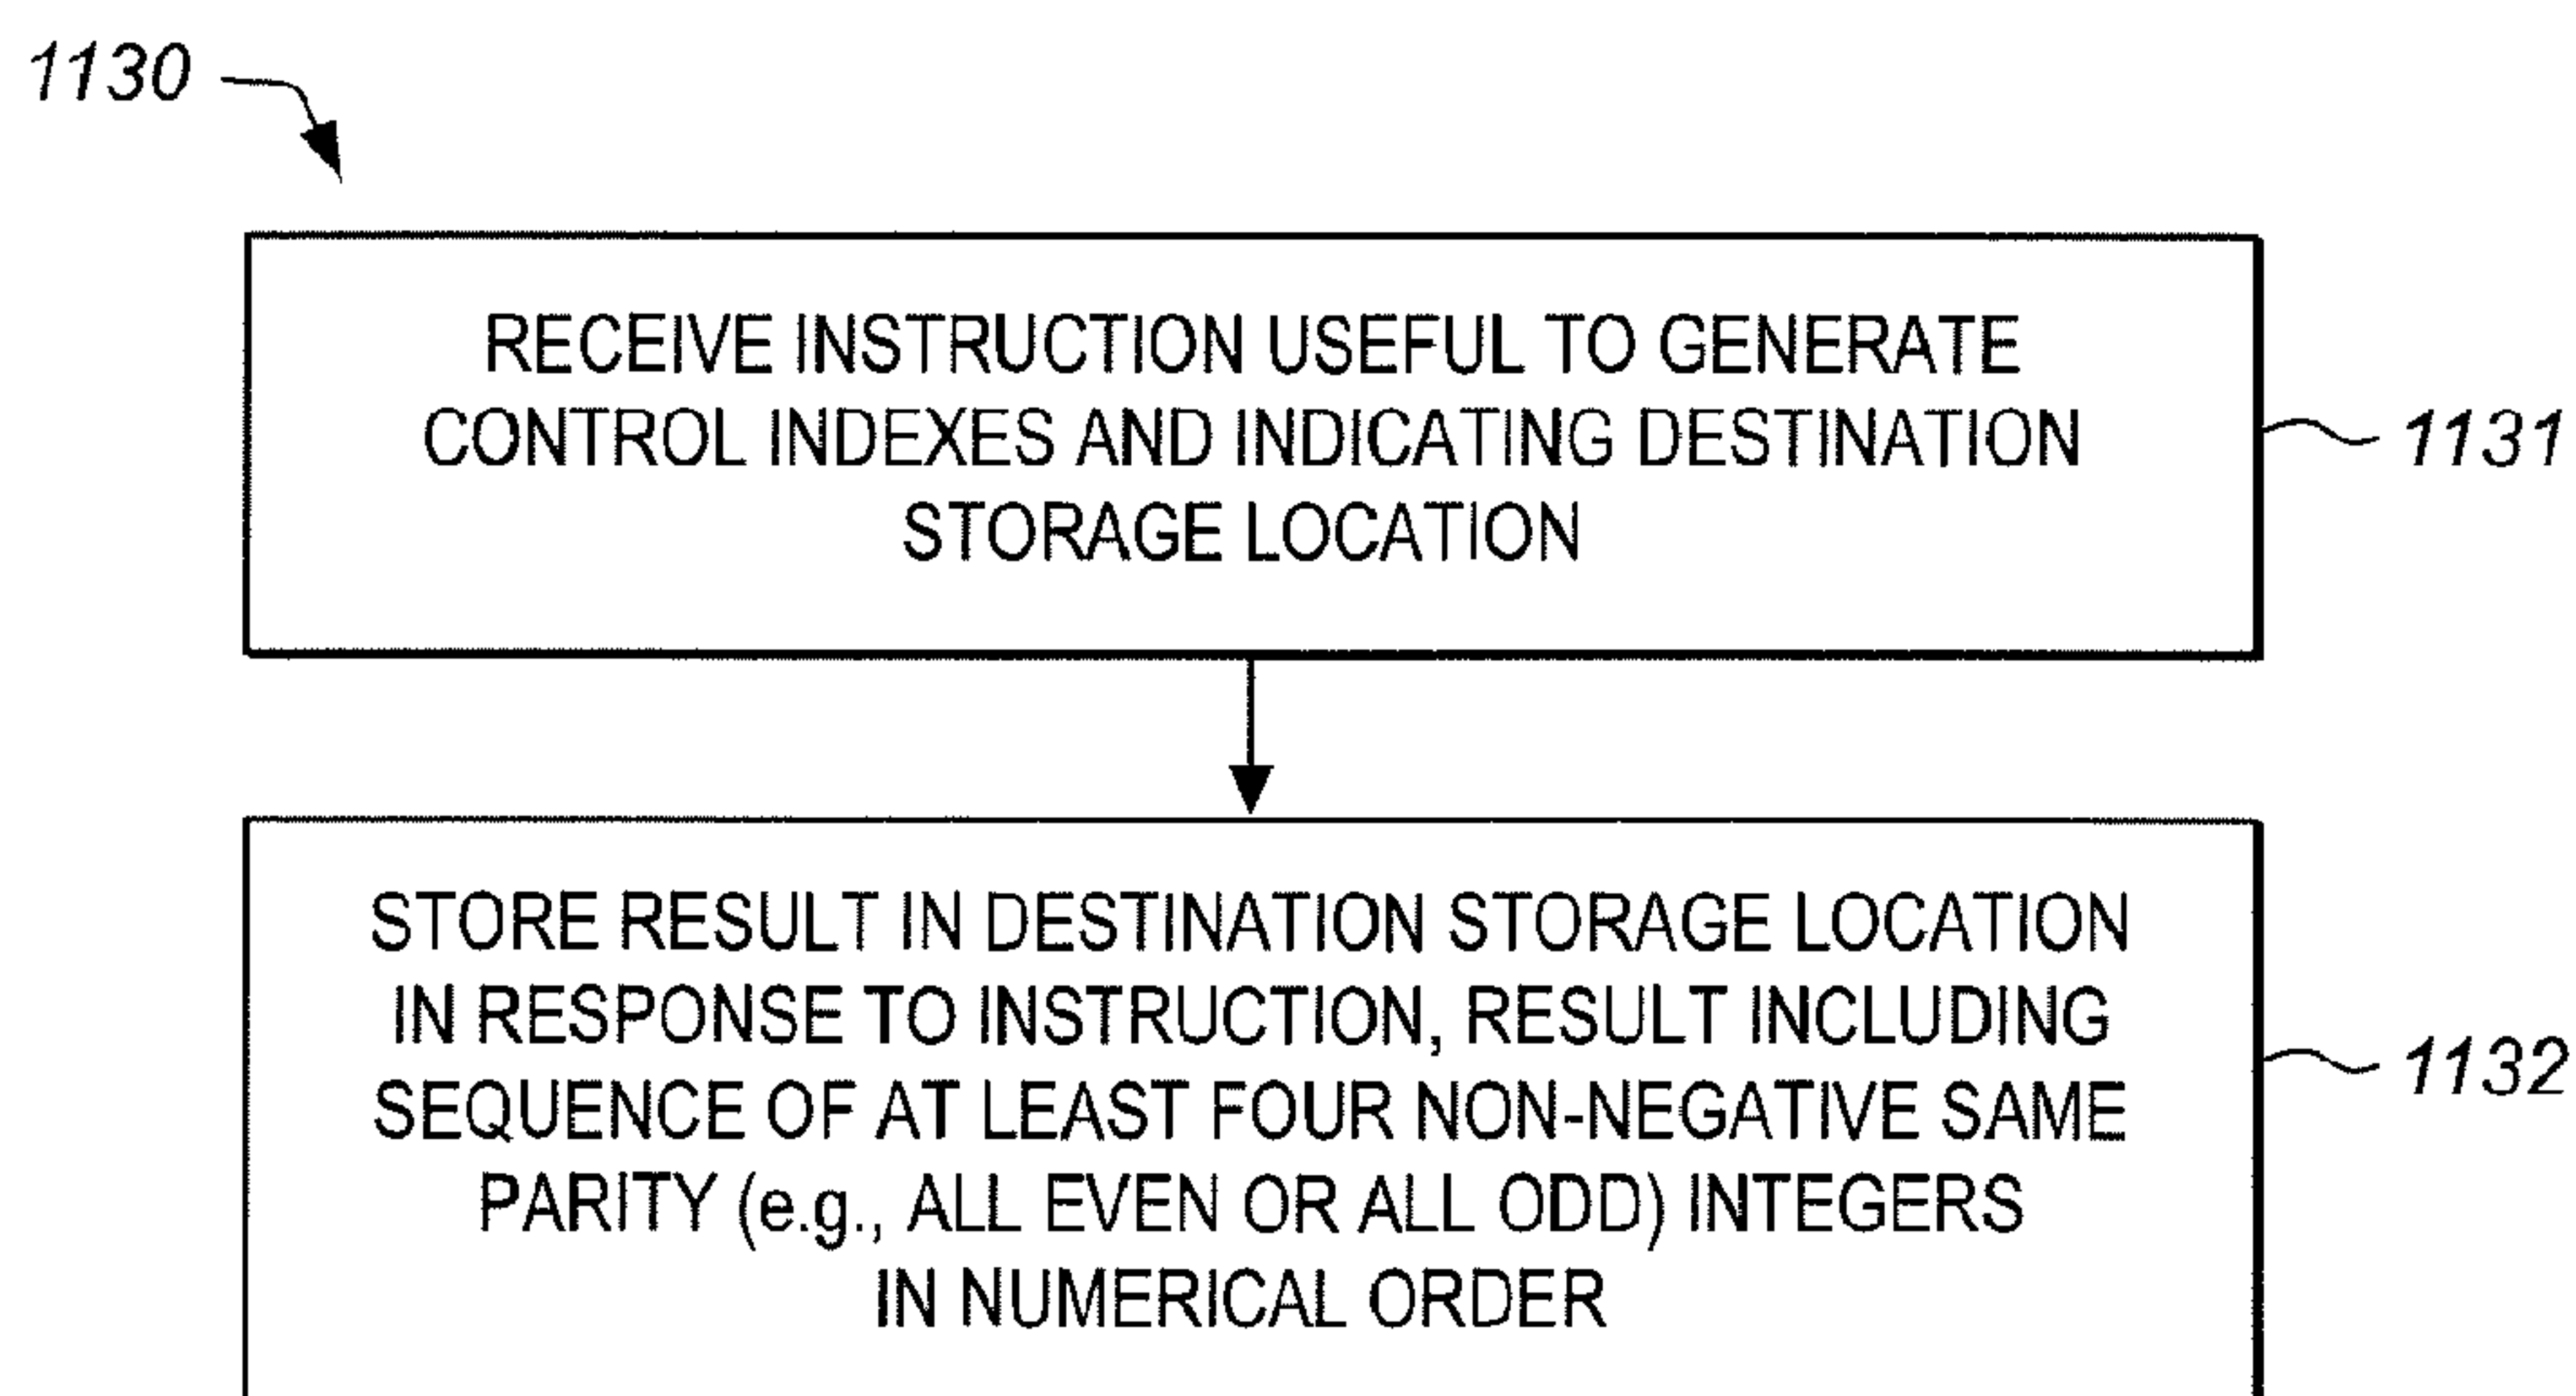 1130
RECEIVE INSTRUCTION USEFUL TO GENERATE
CONTROL INDEXES AND INDICATING DESTINATION
STORAGE LOCATION
1131
STORE RESULT IN DESTINATION STORAGE LOCATION
IN RESPONSE TO INSTRUCTION, RESULT INCLUDING
SEQUENCE OF AT LEAST FOUR NON-NEGATIVE SAME
PARITY (e.g., ALL EVEN OR ALL ODD) INTEGERS
IN NUMERICAL ORDER
1132